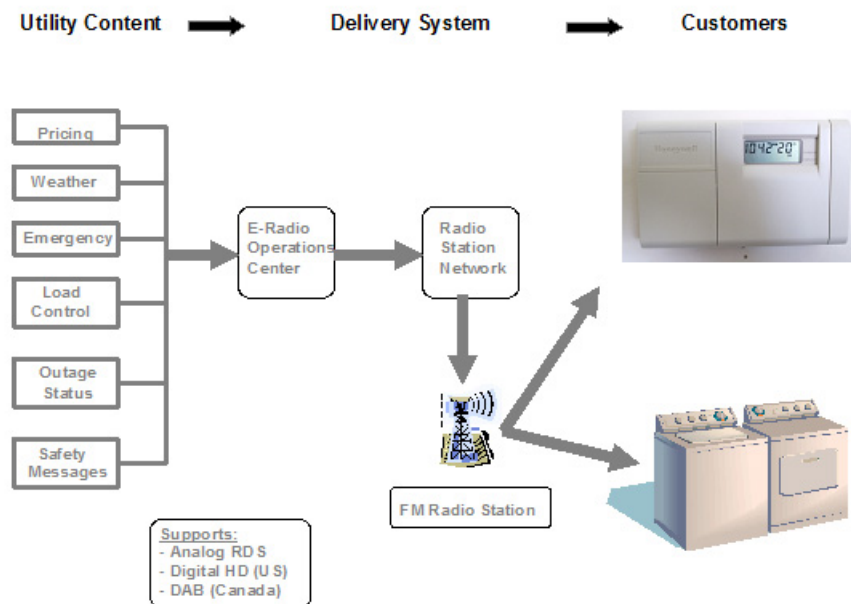 Utility Content
Delivery System
Customers
Pricing
Weather
Emergency
Load
Control
Outage
Status
Safety
Messages
E-Radio
Operations
Center
Radio
Station
Network
FM Radio Station
Supports:
- Analog RDS
- Digital HD (US)
- DAB (Canada)
Honeywell